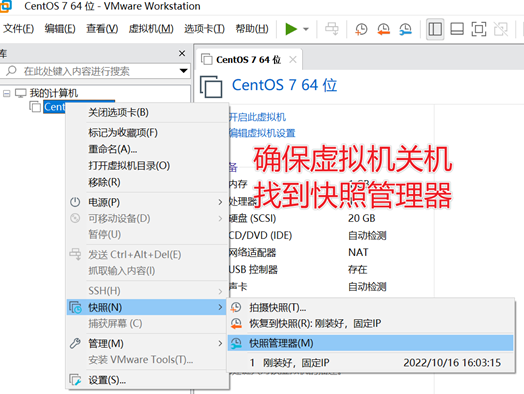 CentOS 7 64 位 - VMware Workstation
文件(F) 编辑(E) 查看(V) 虚拟机(M) 选项卡(T) 帮助(H)
库
在此处键入内容进行搜索
CentOS 7 64 位
我的计算机
CentOS 7 64 位
关闭选项卡(B)
标记为收藏项(F)
重命名(A)...
打开虚拟机目录(O)
移除(R)
电源(P)
可移动设备(D)
暂停(U)
发送 Ctrl+Alt+Del(E)
抓取输入内容(I)
SSH(H)
快照(N)
捕获屏幕 (C)
管理(M)
安装 VMware Tools(T)...
设置(S)...
开启此虚拟机
编辑虚拟机设置
确保虚拟机关机
找到快照管理器
备
内存
处理器
硬盘 (SCSI) 20 GB
CD/DVD (IDE) 自动检测
网络适配器 NAT
USB 控制器 存在
声卡 自动检测
拍摄快照(T)...
恢复到快照(R): 刚装好，固定IP
快照管理器(M)
1 刚装好，固定IP 2022/10/16 16:03:15